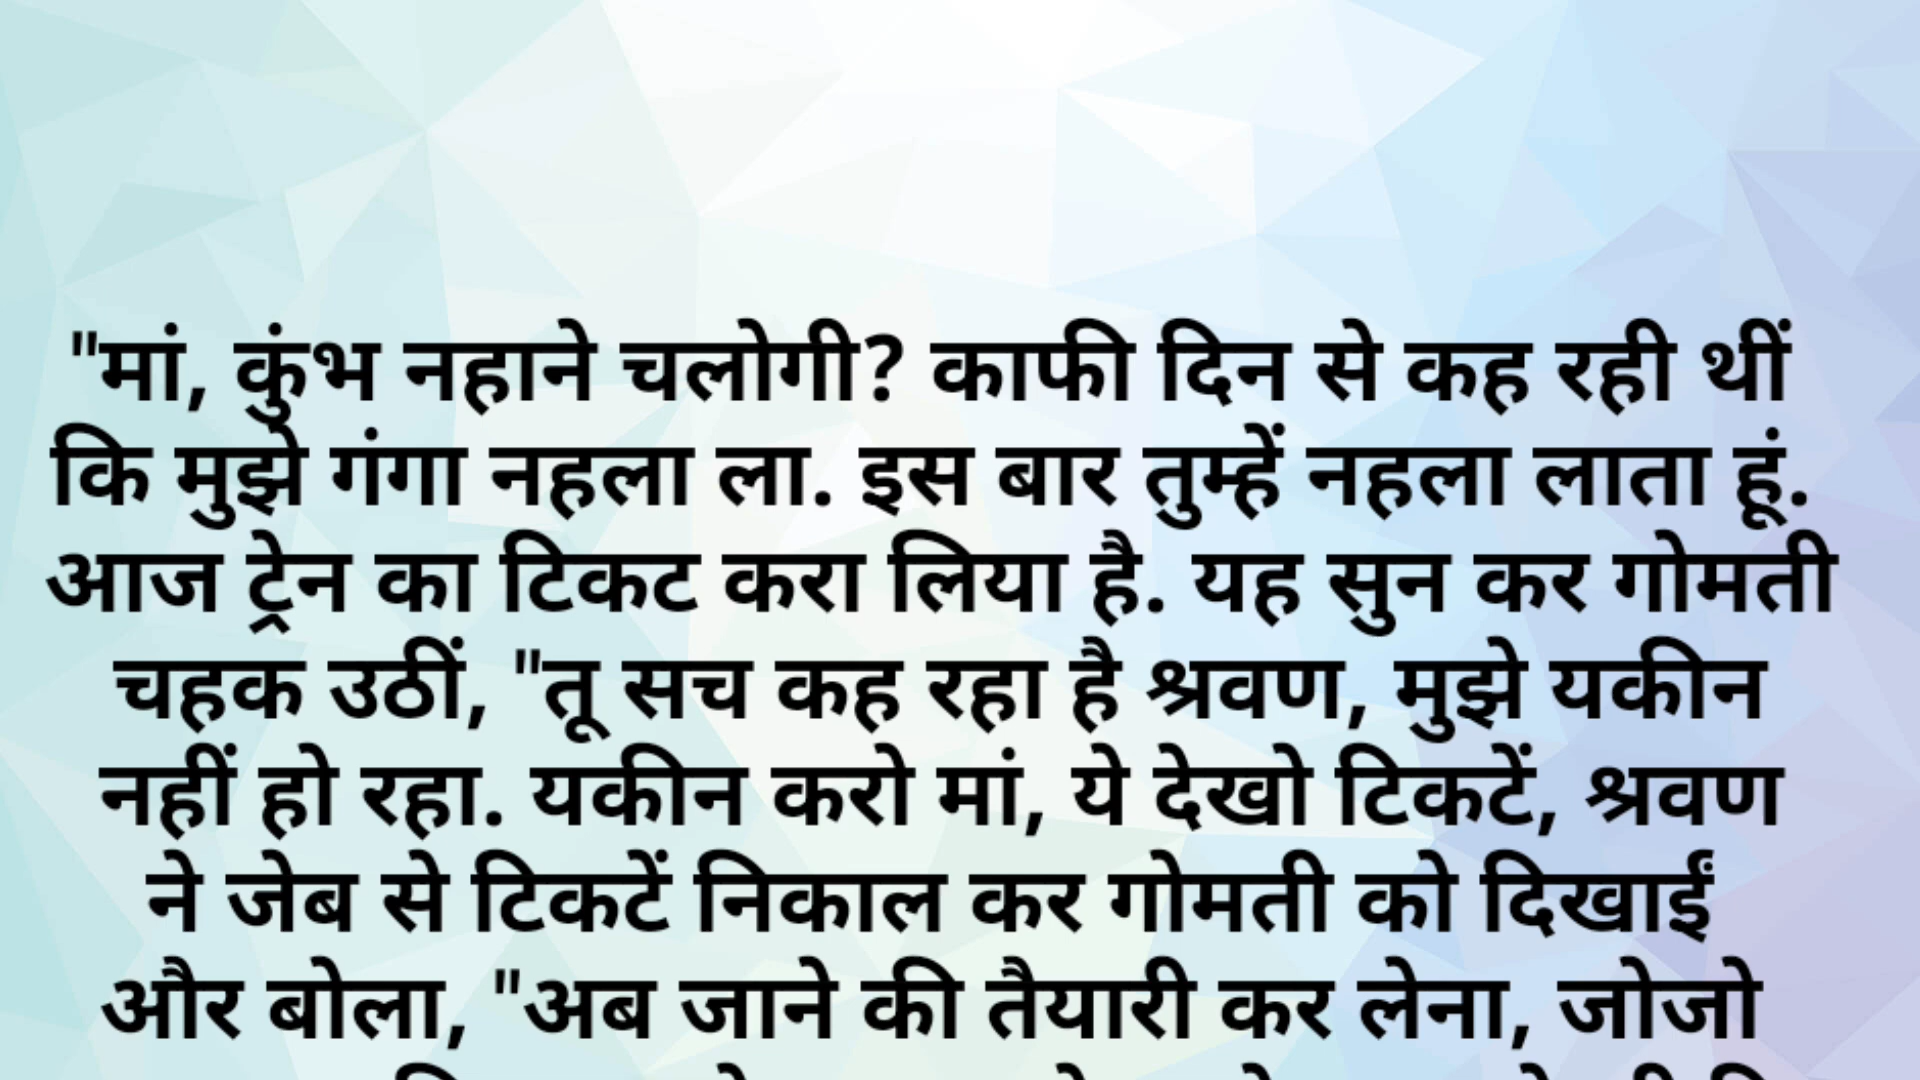 "मां, कुंभ नहाने चलोगी? काफी दिन से कह रही थीं
कि मुझे गंगा नहला ला. इस बार तुम्हें नहला लाता हूं.
आज ट्रेन का टिकट करा लिया है. यह सुन कर गोमती
चहक उठीं, "तू सच कह रहा है श्रवण, मुझे यकीन
नहीं हो रहा. यकीन करो मां, ये देखो टिकटें, श्रवण
ने जेब से टिकटें निकाल कर गोमती को दिखाईं
और बोला, "अब जाने की तैयारी कर लेना, जोजो